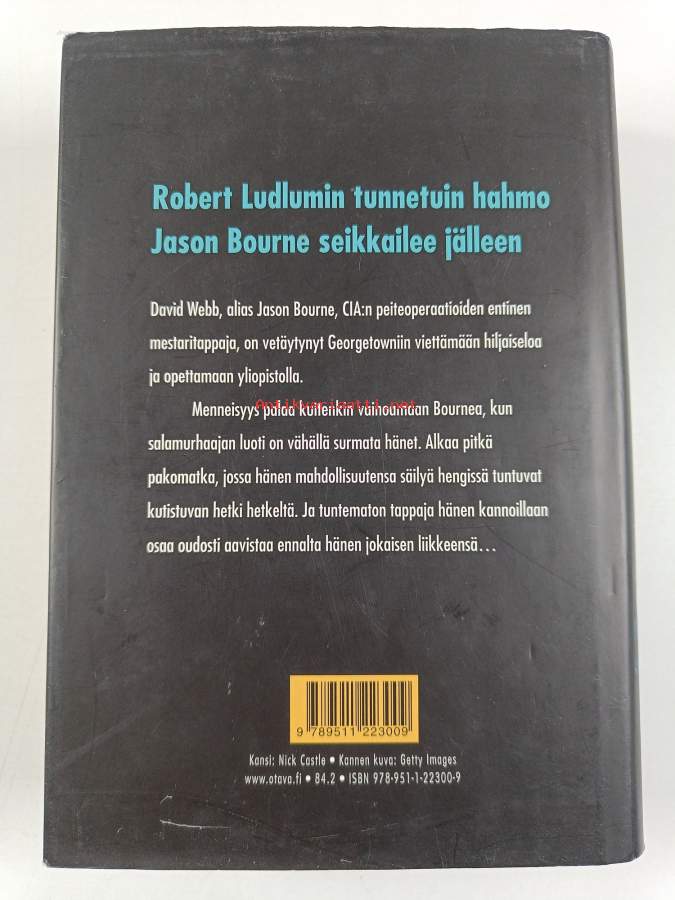 Robert Ludlumin tunnetuin hahmo
Jason Bourne seikkailee jälleen
David Webb, alias Jason Bourne, CIA:n peiteoperaatioiden entinen
mestaritappaja, on vetäytynyt Georgetowniin viettämään hiljaiseloa
ja opettamaan yliopistolla.
Menneisyys palaa kuitenkin vainoamaan Bournea, kun
Antikvariaatti.net
salamurhaajan luoti on vähällä surmata hänet. Alkaa pitkä
pakomatka, jossa hänen mahdollisuutensa säilyä hengissä tuntuvat
kutistuvan hetki hetkeltä. Ja tuntematon tappaja hänen kannoillaan
osaa oudosti aavistaa ennalta hänen jokaisen liikkeensä...
9 789511 223009
Kansi: Nick Castle • Kannen kuva: Getty Images
www.otava.fi • 84.2 • ISBN 978-951-1-22300-9